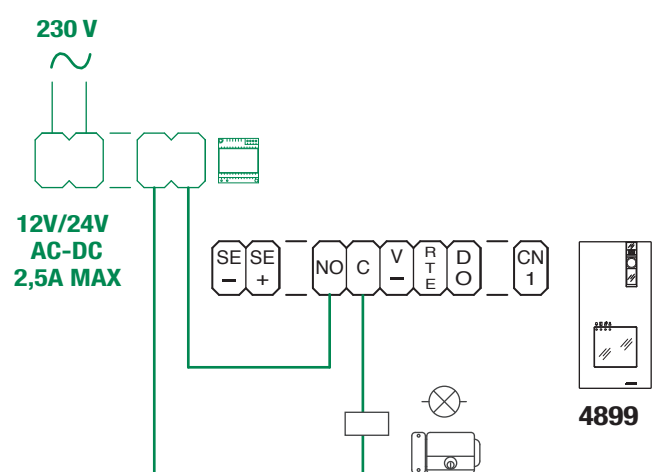 230 V
12V/24V
AC-DC
2,5A MAX
SE SE NO C V R T E D O CN
- + - 1
4899